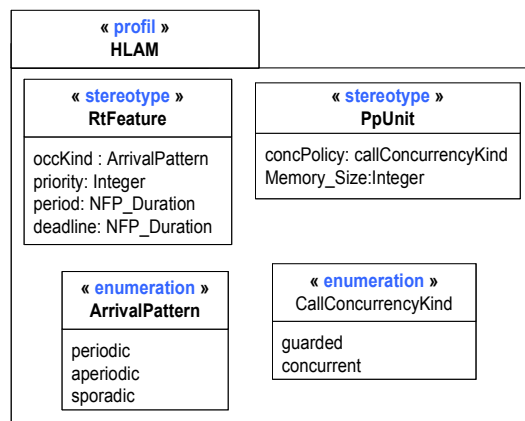 « profil »
HLAM
« stereotype »
RtFeature
occKind : ArrivalPattern
priority: Integer
period: NFP_Duration
deadline: NFP_Duration
« stereotype »
PpUnit
concPolicy: callConcurrencyKind
Memory_Size:Integer
« enumeration »
ArrivalPattern
periodic
aperiodic
sporadic
« enumeration »
CallConcurrencyKind
guarded
concurrent